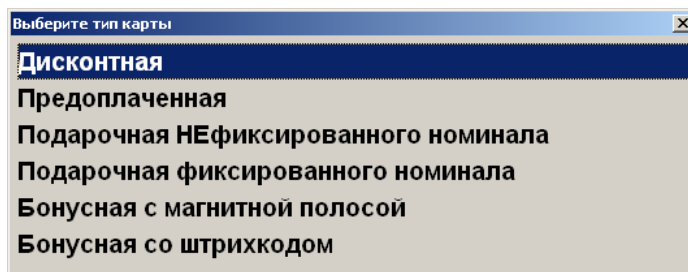 Выберите тип карты
Дисконтная
Предоплаченная
Подарочная НЕфиксированного номинала
Подарочная фиксированного номинала
Бонусная с магнитной полосой
Бонусная со штрихкодом